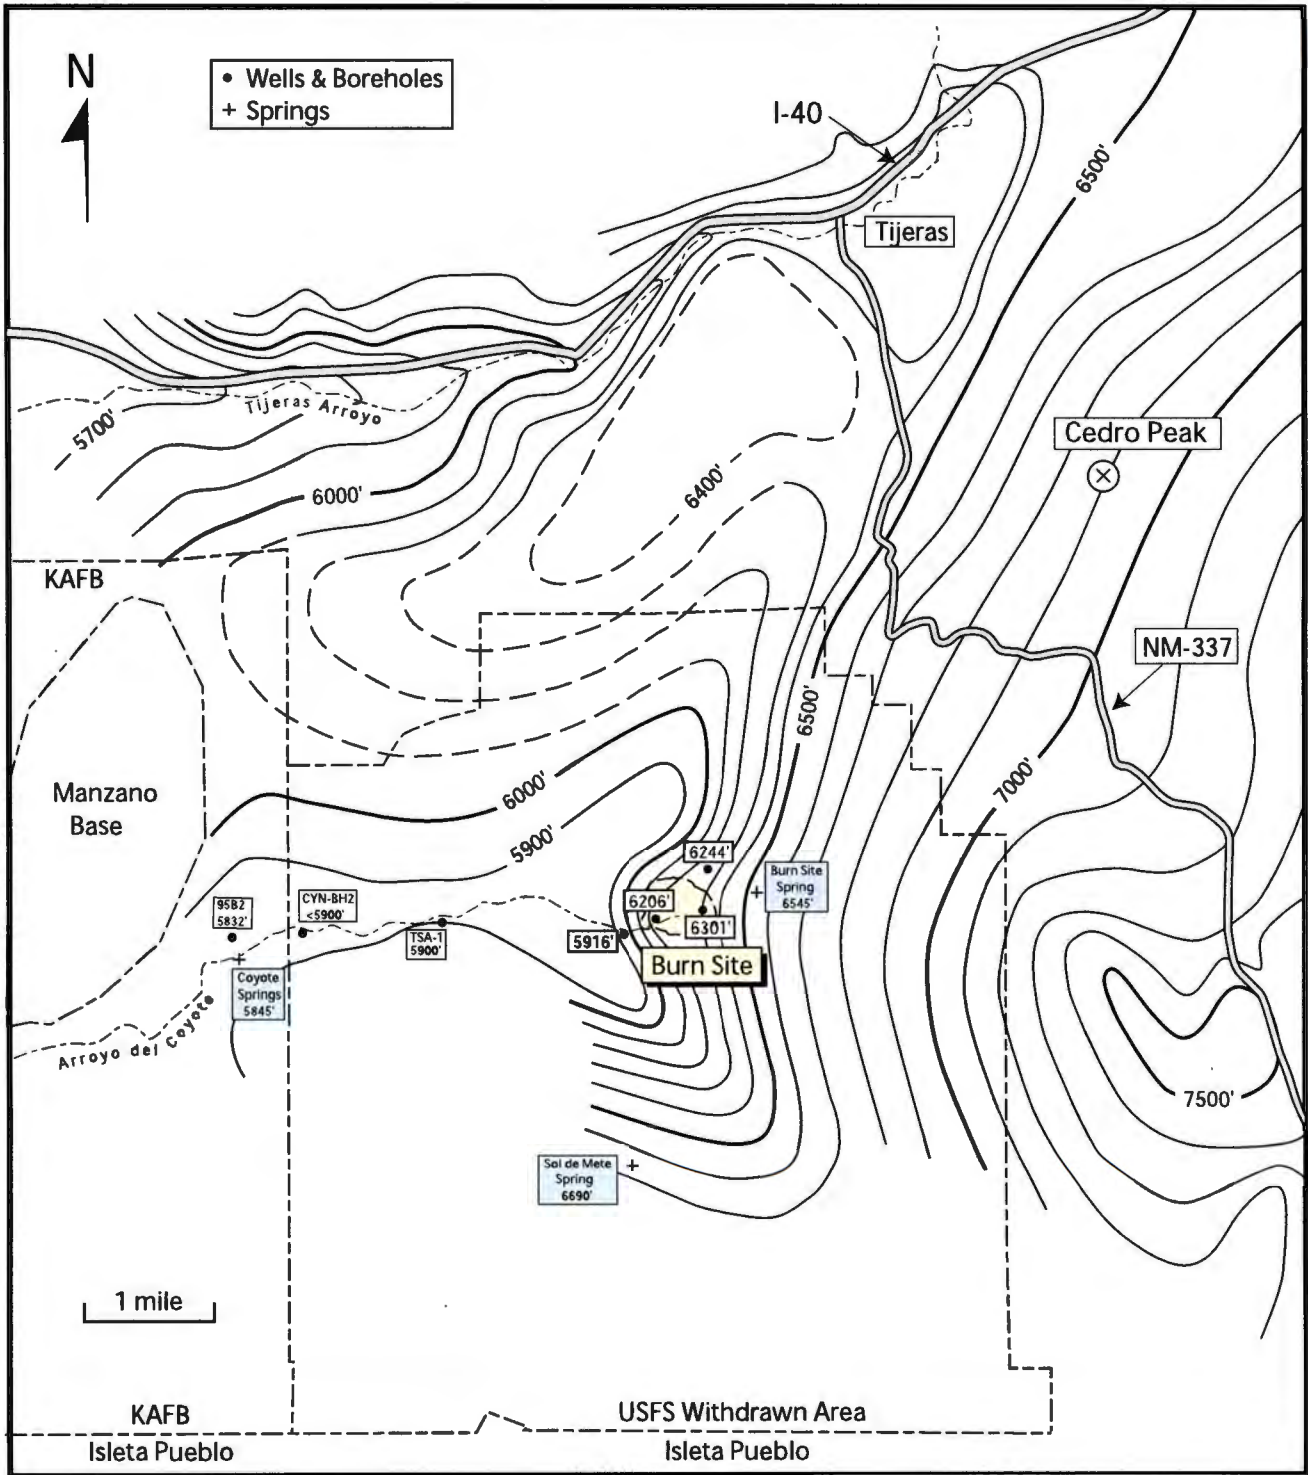 N
• Wells & Boreholes
+ Springs
I-40
6500'
Tijeras
Tijeras Arroyo
5700'
Cedro Peak
6400'
6000'
KAFB
NM-337
6500'
7000'
Manzano
Base
6000'
5900'
6244'
Burn Site
Spring
6545'
95B2
5832'
CYN-BH2
<5900'
6206'
6301'
TSA-1
5900'
5916'
Burn Site
Coyote
Springs
5845'
Arroyo del Coyote
7500'
Sol de Mete
Spring
6690'
1 mile
KAFB
USFS Withdrawn Area
Isleta Pueblo
Isleta Pueblo